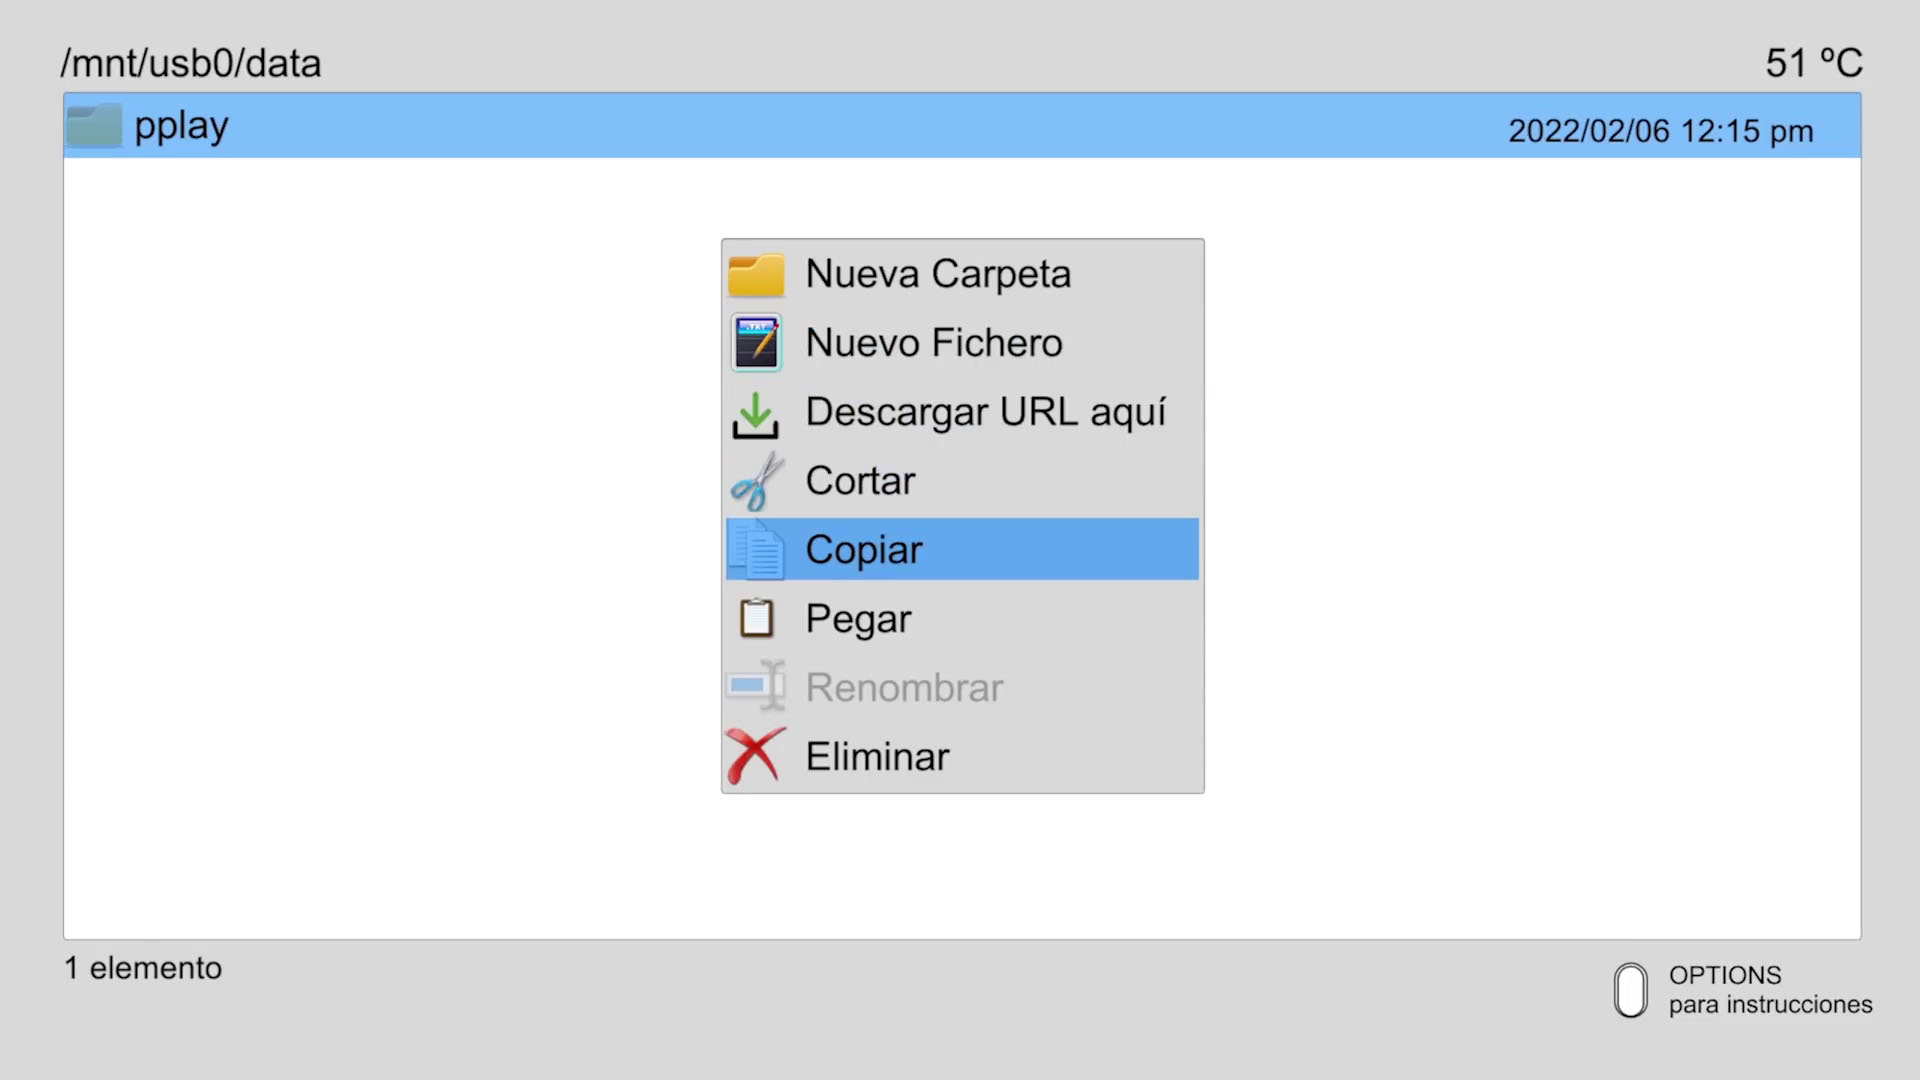 /mnt/usb0/data
51 ºC
pplay
2022/02/06 12:15 pm
Nueva Carpeta
.TXT
Nuevo Fichero
Descargar URL aquí
Cortar
Copiar
Pegar
Renombrar
Eliminar
1 elemento
OPTIONS
para instrucciones